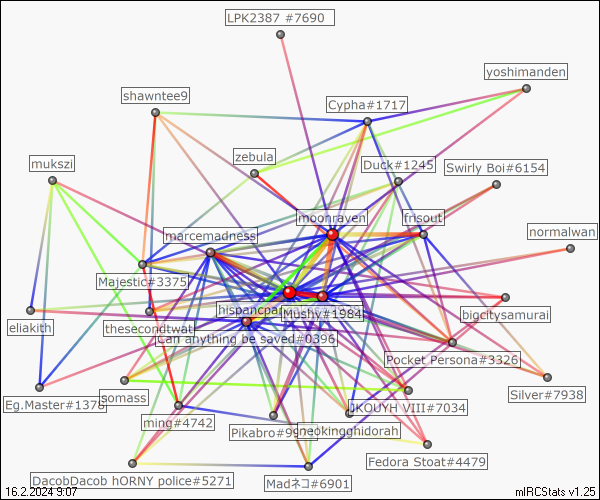 LPK2387 #7690
yoshimanden
shawntee9
Cypha#1717
zebula
mukszi
Duck#1245
Swirly Boi#6154
moonraven
frisout
normalwan
marcemadness
Majestic#3375
hispancpa
Mushy#1984
bigcitysamurai
eliakith
thesecondtwat
Can anything be saved#0396
Pocket Persona#3326
Eg.Master#1378
somass
Silver#7938
JKOUYH VIII#7034
ming#4742
Pikabro#99
neokingghidorah
Fedora Stoat#4479
DacobDacob hORNY police#5271
Madネコ#6901
16.2.2024 9:07
mIRCStats v1.25